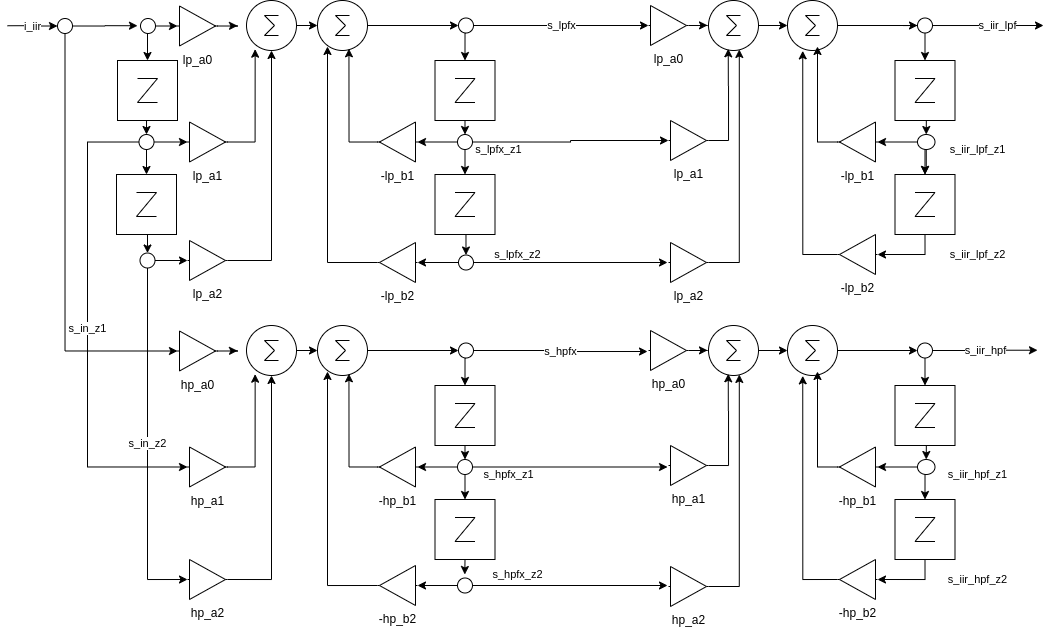 i_iir
lp_a0
Σ
Σ
s_lpfx
lp_a0
Σ
Σ
s_iir_lpf
Z
Z
Z
lp_a1
-lp_b1
s_lpfx_z1
lp_a1
-lp_b1
s_iir_lpf_z1
Z
Z
Z
lp_a2
-lp_b2
s_lpfx_z2
lp_a2
-lp_b2
s_iir_lpf_z2
s_in_z1
hp_a0
Σ
Σ
s_hpfx
hp_a0
Σ
Σ
s_iir_hpf
Z
Z
s_in_z2
hp_a1
-hp_b1
s_hpfx_z1
hp_a1
-hp_b1
s_iir_hpf_z1
Z
Z
hp_a2
-hp_b2
s_hpfx_z2
hp_a2
-hp_b2
s_iir_hpf_z2